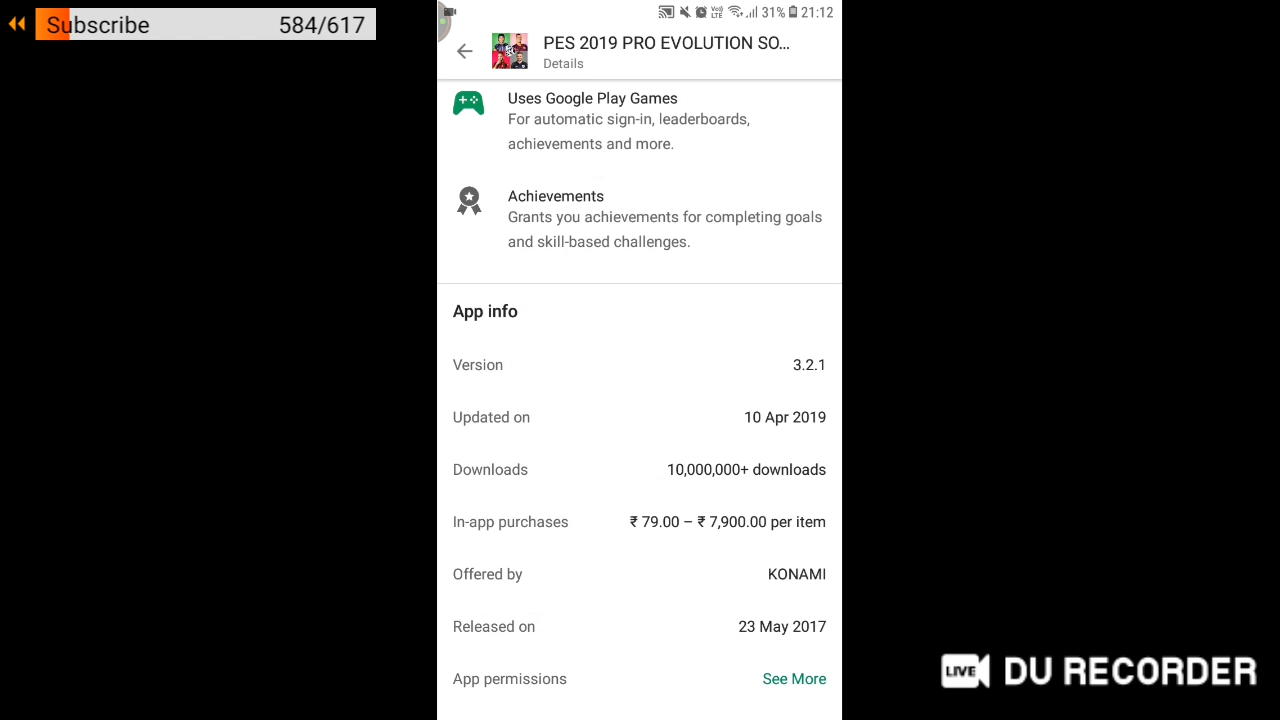 Subscribe 584/617
31% 21:12
PES 2019 PRO EVOLUTION SO...
Details
Uses Google Play Games
For automatic sign-in, leaderboards,
achievements and more.
Achievements
Grants you achievements for completing goals
and skill-based challenges.
App info
Version 3.2.1
Updated on 10 Apr 2019
Downloads 10,000,000+ downloads
In-app purchases ₹ 79.00 – ₹ 7,900.00 per item
Offered by KONAMI
Released on 23 May 2017
App permissions See More
LIVE DU RECORDER